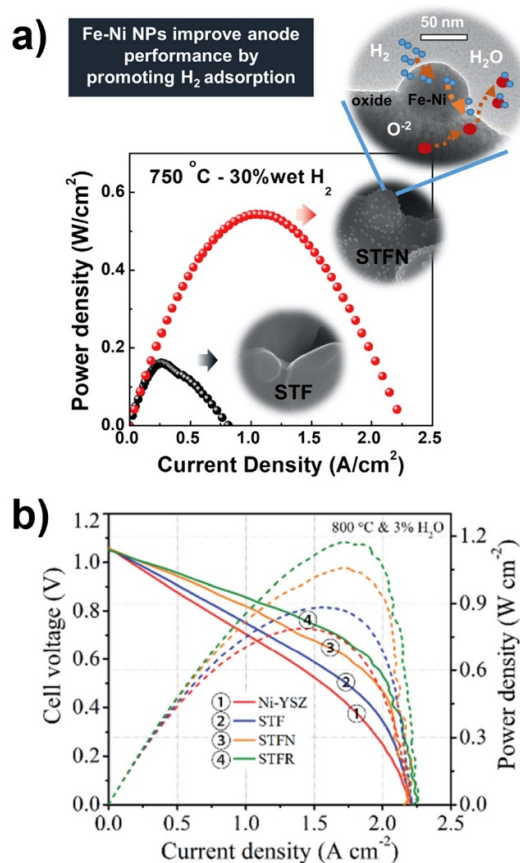 a)
Fe-Ni NPs improve anode
performance by
promoting H₂ adsorption
50 nm
H₂
H₂O
oxide
Fe-Ni
O⁻²
750 °C - 30%wet H₂
STFN
STF
0.6
0.4
0.2
0.0
Power density (W/cm²)
0.0 0.5 1.0 1.5 2.0 2.5
Current Density (A/cm²)
b)
800 °C & 3% H₂O
1.2
1.0
0.8
0.6
0.4
0.2
0.0
Cell voltage (V)
4
3
2
1
1 Ni-YSZ
2 STF
3 STFN
4 STFR
1.2
0.9
0.6
0.3
0.0
Power density (W cm⁻²)
0.0 0.5 1.0 1.5 2.0 2.5
Current density (A cm⁻²)